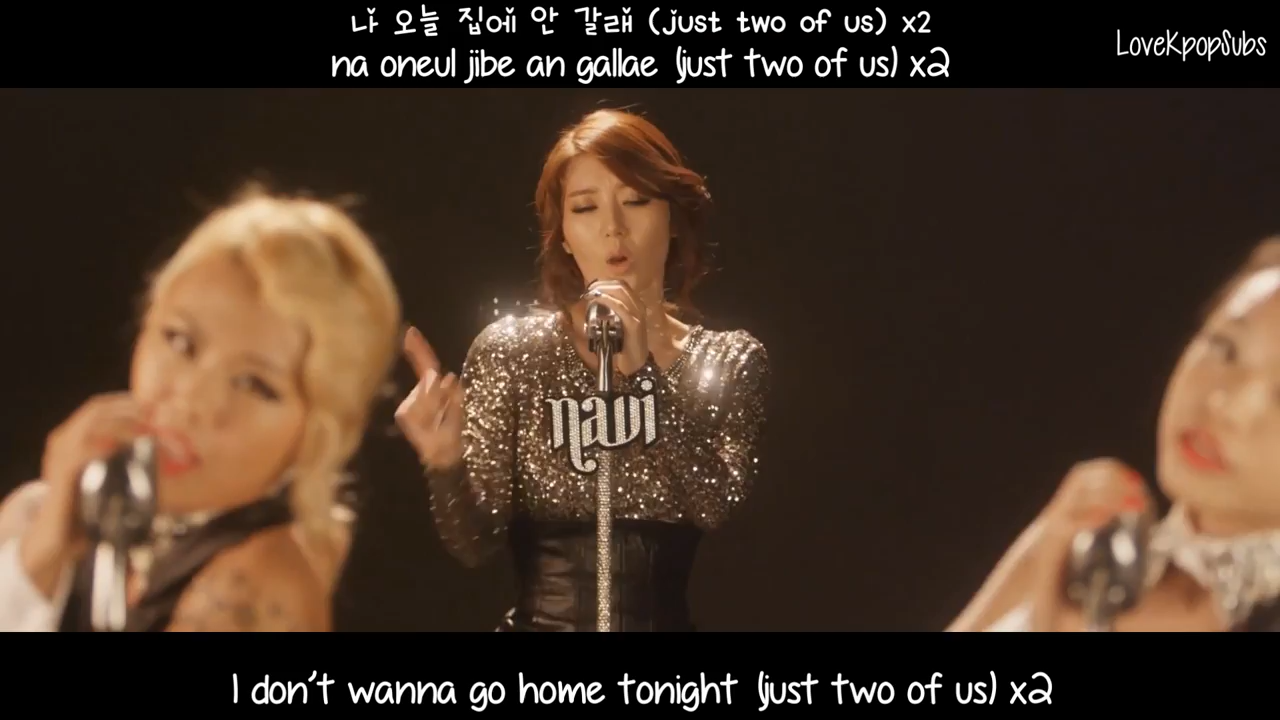 나 오늘 집에 안 갈래 (just two of us) x2
na oneul jibe an gallae (just two of us) x2
LoveKpopSubs
navi
I don't wanna go home tonight (just two of us) x2